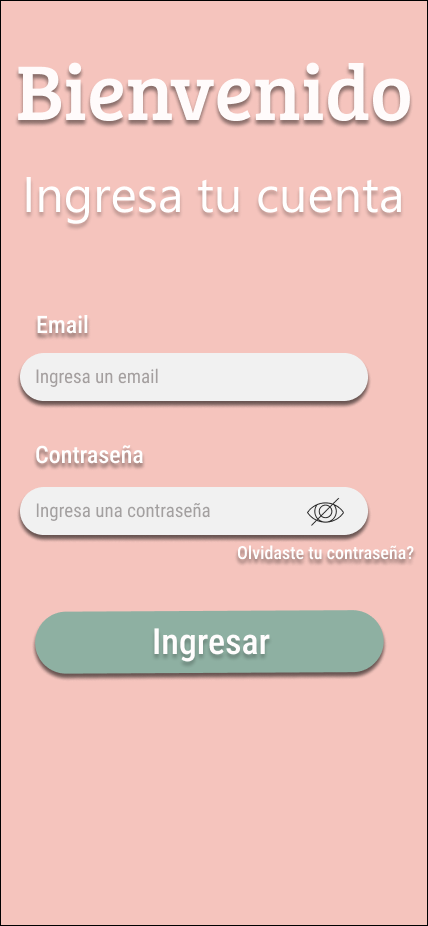 Bienvenido
Ingresa tu cuenta
Email
Ingresa un email
Contraseña
Ingresa una contraseña
Olvidaste tu contraseña?
Ingresar